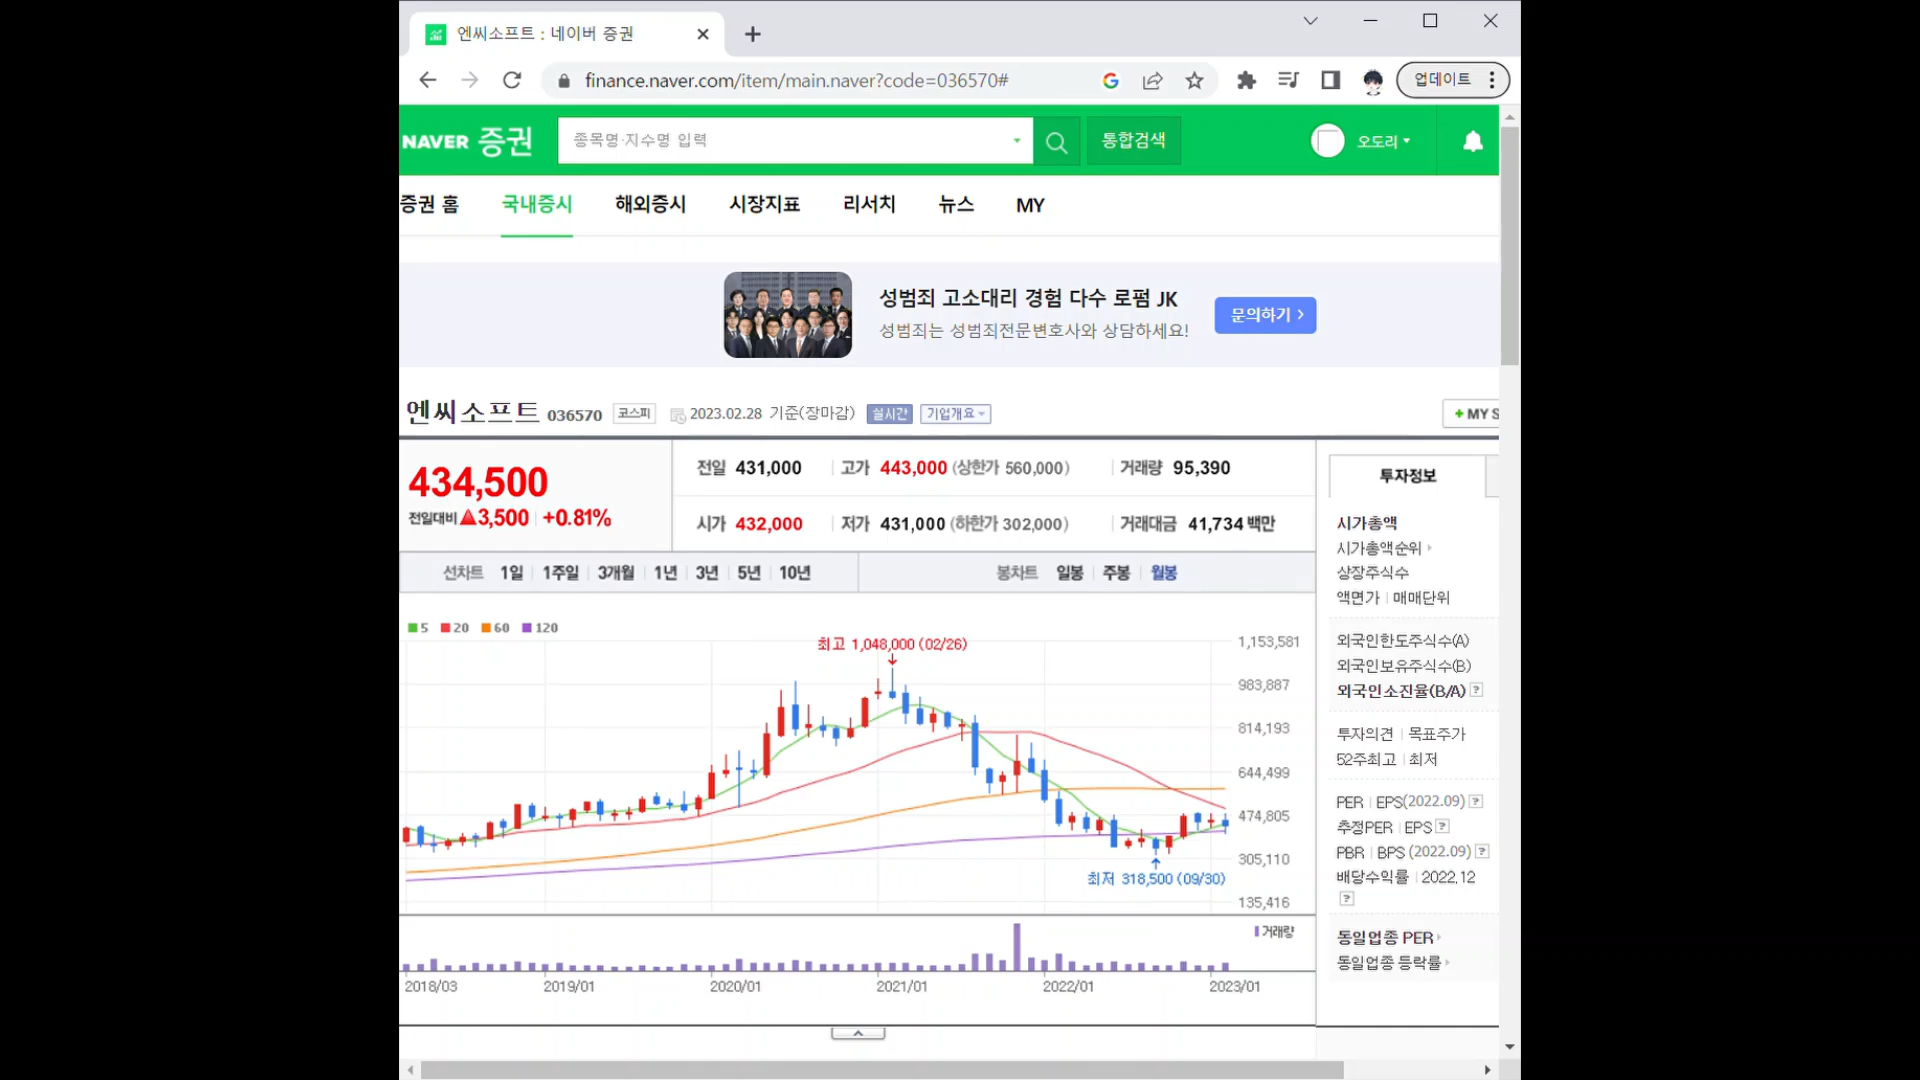 엔씨소프트 : 네이버 증권
finance.naver.com/item/main.naver?code=036570#
업데이트
NAVER 증권
종목명·지수명 입력
통합검색
오도리
증권 홈 국내증시 해외증시 시장지표 리서치 뉴스 MY
성범죄 고소대리 경험 다수 로펌 JK
성범죄는 성범죄전문변호사와 상담하세요!
문의하기
엔씨소프트 036570 코스피 2023.02.28 기준(장마감) 실시간 기업개요
+ MY S
434,500
전일대비 ▲3,500 +0.81%
전일 431,000 고가 443,000 (상한가 560,000) 거래량 95,390
시가 432,000 저가 431,000 (하한가 302,000) 거래대금 41,734 백만
선차트 1일 1주일 3개월 1년 3년 5년 10년
봉차트 일봉 주봉 월봉
5 20 60 120
최고 1,048,000 (02/26)
1,153,581
983,887
814,193
644,499
474,805
305,110
135,416
최저 318,500 (09/30)
거래량
2018/03 2019/01 2020/01 2021/01 2022/01 2023/01
투자정보
시가총액
시가총액순위
상장주식수
액면가 | 매매단위
외국인한도주식수(A)
외국인보유주식수(B)
외국인소진율(B/A) ?
투자의견 | 목표주가
52주최고 | 최저
PER | EPS(2022.09) ?
추정PER | EPS ?
PBR | BPS (2022.09) ?
배당수익률 | 2022.12
?
동일업종 PER
동일업종 등락률